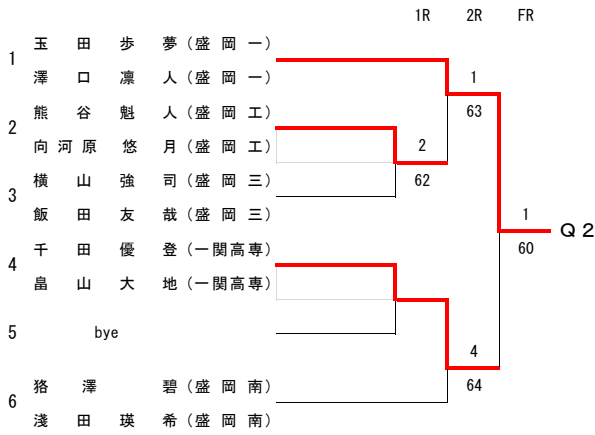 1R 2R FR
玉田歩夢(盛岡一)
1
澤口凛人(盛岡一)
1
熊谷魁人(盛岡工)
63
2
向河原悠月(盛岡工)
2
横山強司(盛岡三)
62
3
飯田友哉(盛岡三)
1
Q2
千田優登(一関高専)
60
4
畠山大地(一関高専)
5 bye
4
猪澤碧(盛岡南)
64
6
淺田瑛希(盛岡南)